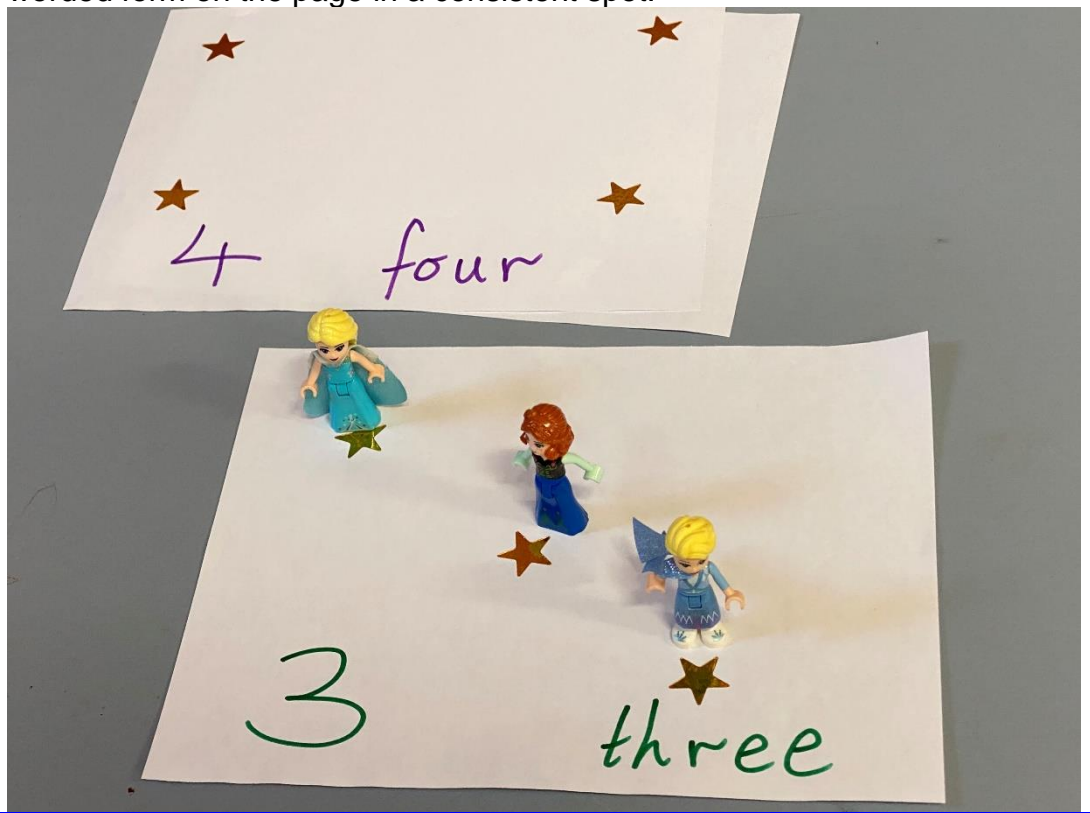 worded form on the page in a consistent spot.
4 four
3 three